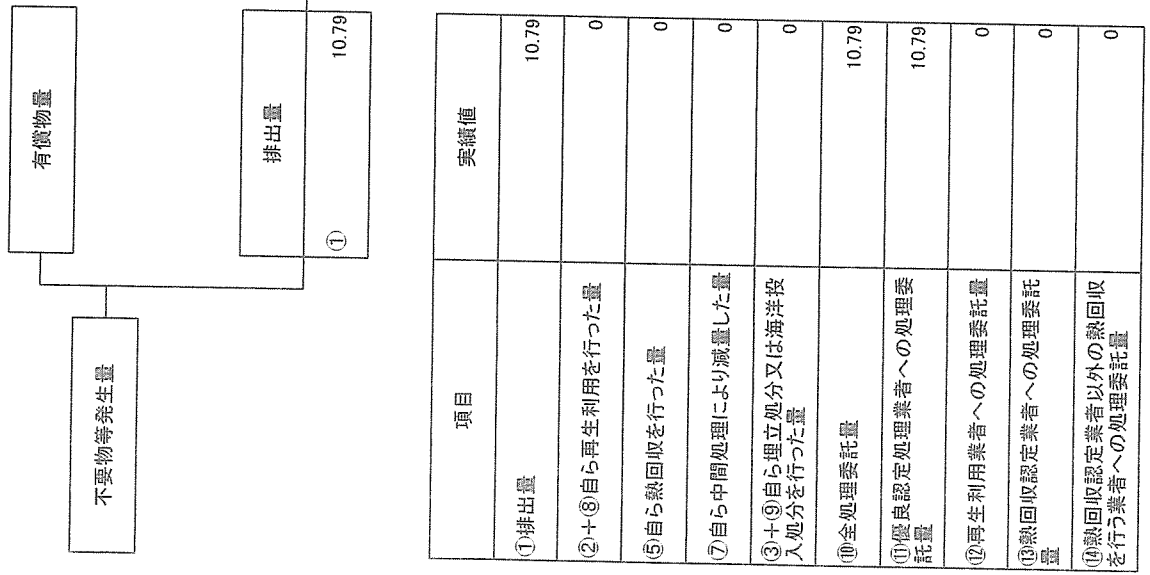 有償物量
不要物等発生量
排出量
① 10.79
項目 実績値
①排出量 10.79
②+⑧自ら再生利用を行った量 0
⑤自ら熱回収を行った量 0
⑦自ら中間処理により減量した量 0
③+⑨自ら埋立処分又は海洋投
入処分を行った量 0
⑩全処理委託量 10.79
⑪優良認定処理業者への処理委
託量 10.79
⑫再生利用業者への処理委託量 0
⑬熱回収認定業者への処理委託
量 0
⑭熱回収認定業者以外の熱回収
を行う業者への処理委託量 0